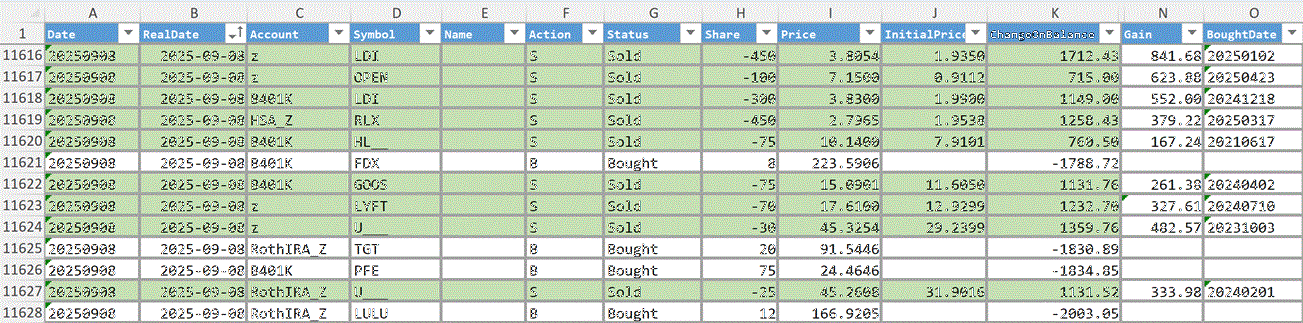 A B C D E F G H I J K N O
1 Date RealDate Account Symbol Name Action Status Share Price InitialPrice ChangeOnBalance Gain BoughtDate
11616 20250908 2025-09-08 z LDI S Sold -450 3.8054 1.9350 1712.43 841.68 20250102
11617 20250908 2025-09-08 z OPEN S Sold -100 7.1500 0.9112 715.00 623.88 20250423
11618 20250908 2025-09-08 8401K LDI S Sold -300 3.8300 1.9900 1149.00 552.00 20241218
11619 20250908 2025-09-08 HSA_Z RLX S Sold -450 2.7965 1.9538 1258.43 379.22 20250317
11620 20250908 2025-09-08 8401K HL__ S Sold -75 10.1400 7.9101 760.50 167.24 20210617
11621 20250908 2025-09-08 8401K FDX B Bought 8 223.5906 -1788.72
11622 20250908 2025-09-08 8401K GOOS S Sold -75 15.0901 11.6050 1131.76 261.38 20240402
11623 20250908 2025-09-08 z LYFT S Sold -70 17.6100 12.9299 1232.70 327.61 20240710
11624 20250908 2025-09-08 z U___ S Sold -30 45.3254 29.2399 1359.76 482.57 20231003
11625 20250908 2025-09-08 RothIRA_Z TGT B Bought 20 91.5446 -1830.89
11626 20250908 2025-09-08 8401K PFE B Bought 75 24.4646 -1834.85
11627 20250908 2025-09-08 RothIRA_Z U___ S Sold -25 45.2608 31.9016 1131.52 333.98 20240201
11628 20250908 2025-09-08 RothIRA_Z LULU B Bought 12 166.9205 -2003.05